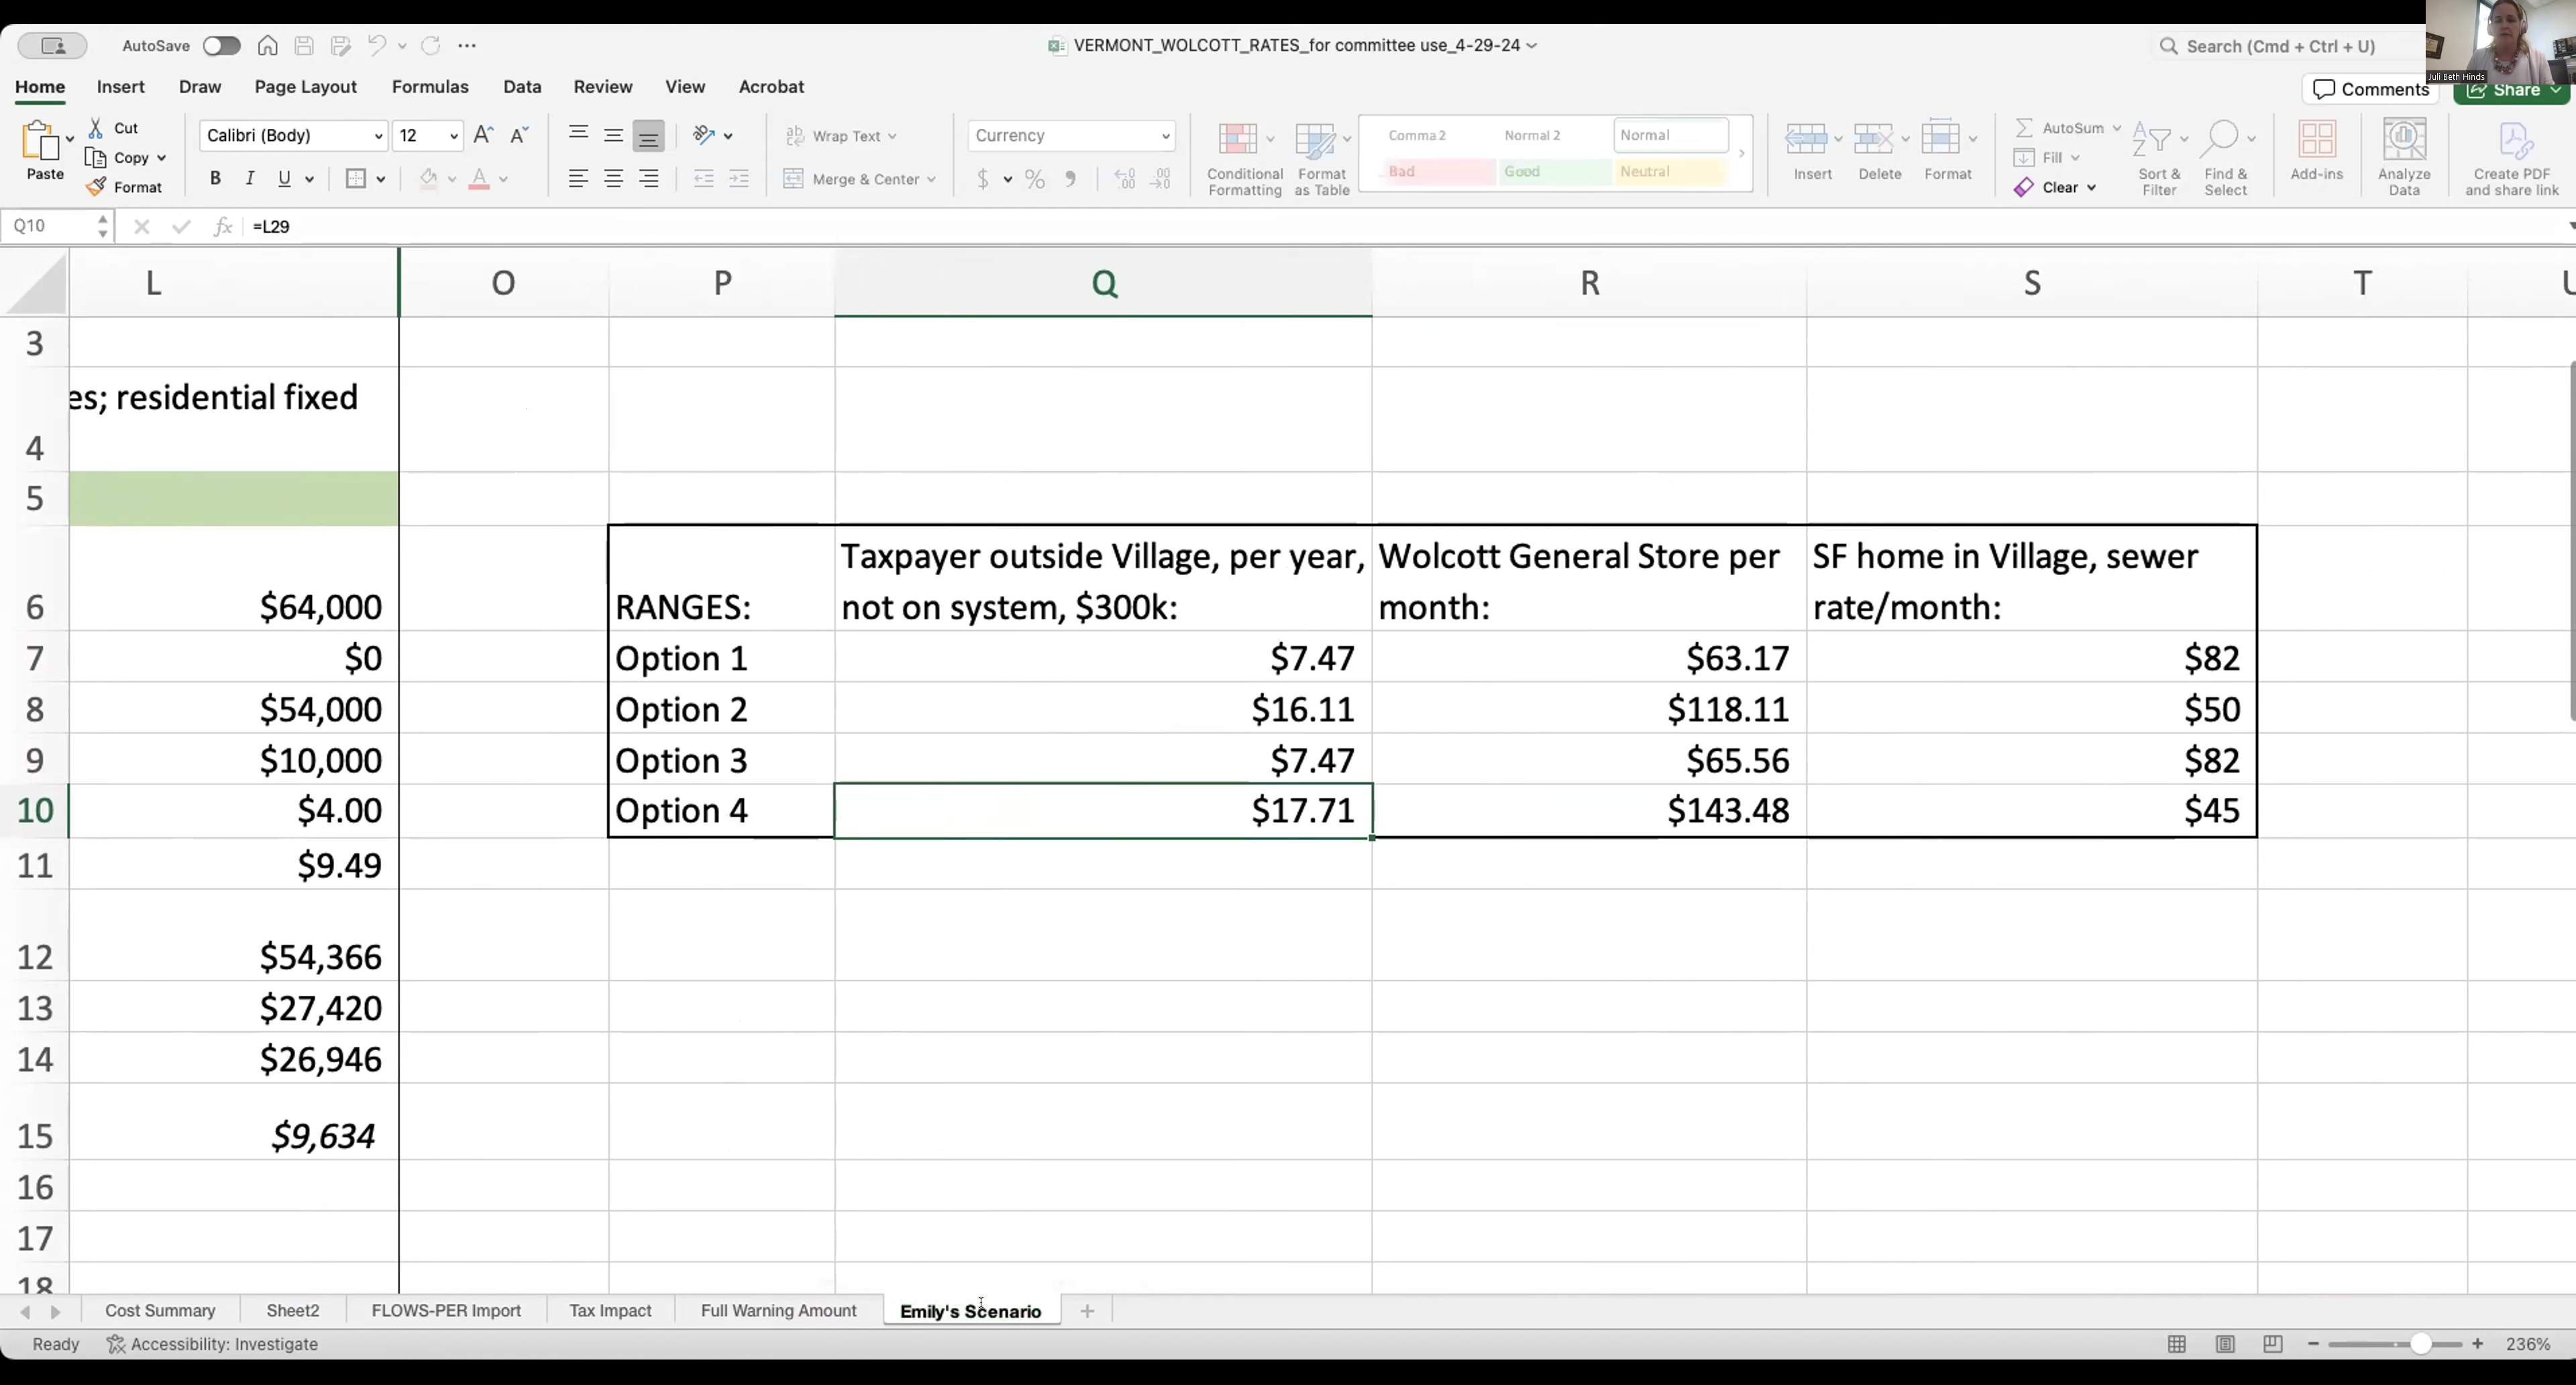 AutoSave
VERMONT_WOLCOTT_RATES_for committee use_4-29-24
Search (Cmd + Ctrl + U)
Juli Beth Hinds
Home Insert Draw Page Layout Formulas Data Review View Acrobat
Comments Share
Paste
Cut
Copy
Format
Calibri (Body) 12
B I U
Wrap Text
Merge & Center
Currency
$ %
Conditional Formatting
Format as Table
Comma 2 Normal 2 Normal
Bad Good Neutral
Insert Delete Format
AutoSum
Fill
Clear
Sort & Filter
Find & Select
Add-ins
Analyze Data
Create PDF and share link
Q10 fx =L29
L O P Q R S T U
3
4 es; residential fixed
5
Taxpayer outside Village, per year, Wolcott General Store per SF home in Village, sewer
6 $64,000 RANGES: not on system, $300k: month: rate/month:
7 $0 Option 1 $7.47 $63.17 $82
8 $54,000 Option 2 $16.11 $118.11 $50
9 $10,000 Option 3 $7.47 $65.56 $82
10 $4.00 Option 4 $17.71 $143.48 $45
11 $9.49
12 $54,366
13 $27,420
14 $26,946
15 $9,634
16
17
18
Cost Summary Sheet2 FLOWS-PER Import Tax Impact Full Warning Amount Emily's Scenario +
Ready Accessibility: Investigate 236%